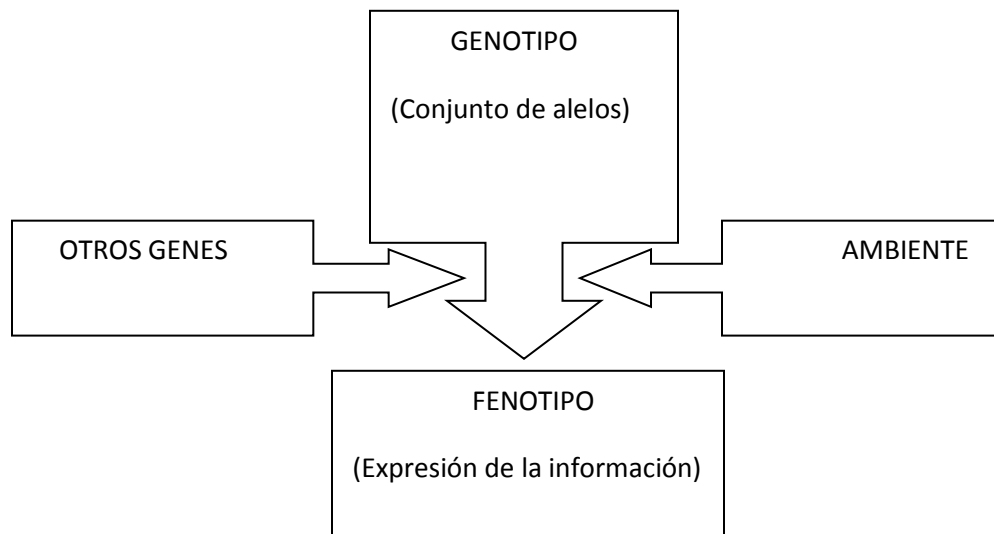 GENOTIPO
(Conjunto de alelos)
OTROS GENES
AMBIENTE
FENOTIPO
(Expresión de la información)